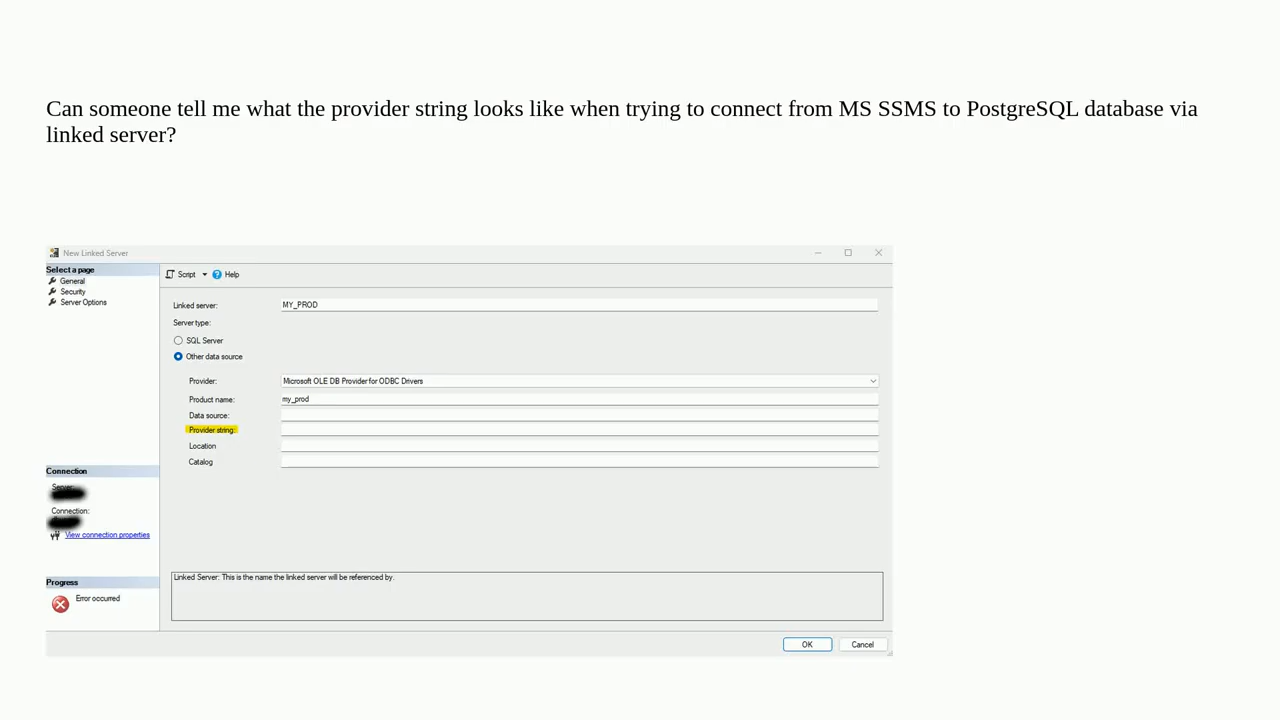 Can someone tell me what the provider string looks like when trying to connect from MS SSMS to PostgreSQL database via
linked server?
New Linked Server
Select a page
General
Security
Server Options
Script
Help
Linked server:
MY_PROD
Server type:
SQL Server
Other data source
Provider:
Microsoft OLE DB Provider for ODBC Drivers
Product name:
my_prod
Data source:
Provider string:
Location
Catalog
Connection
Server:
Connection:
View connection properties
Progress
Error occurred
Linked Server: This is the name the linked server will be referenced by.
OK
Cancel